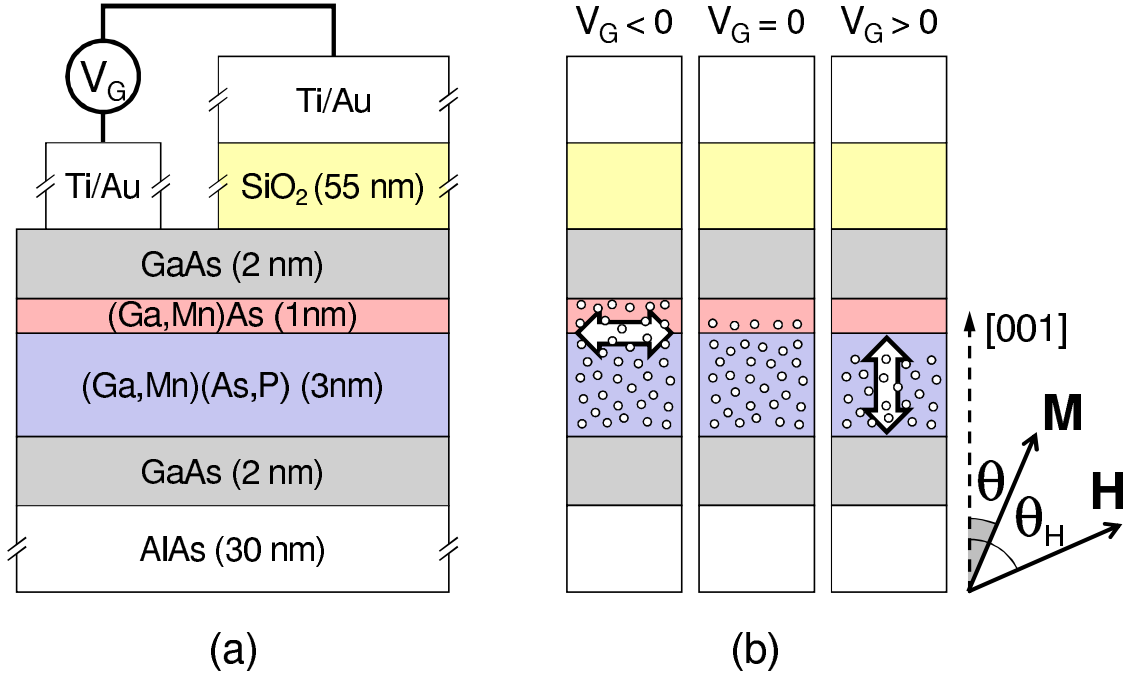 V_G < 0 V_G = 0 V_G > 0
V_G
Ti/Au
Ti/Au
SiO₂ (55 nm)
GaAs (2 nm)
(Ga,Mn)As (1nm)
(Ga,Mn)(As,P) (3nm)
GaAs (2 nm)
AlAs (30 nm)
[001]
M
H
θ
θ_H
(a) (b)